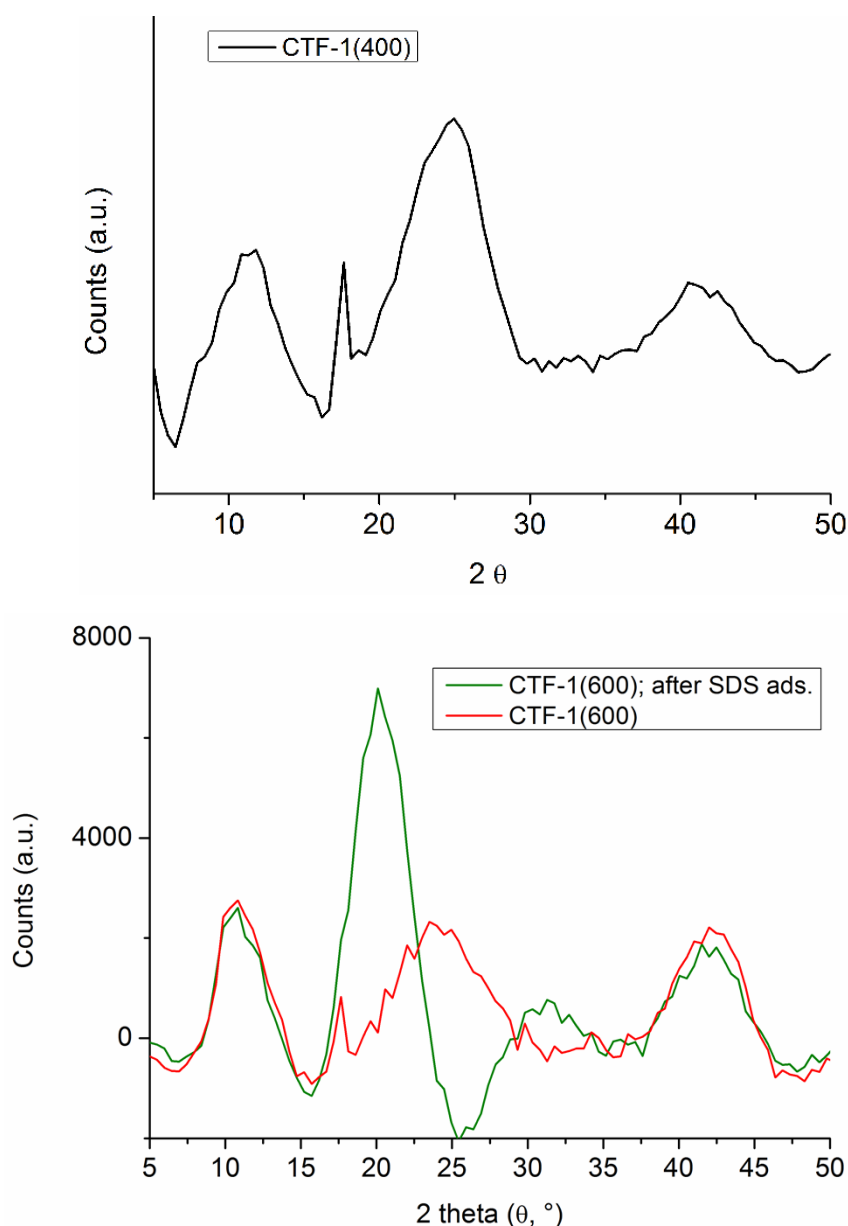 CTF-1(400)
Counts (a.u.)
10 20 30 40 50
2 θ
8000
4000
0
CTF-1(600); after SDS ads.
CTF-1(600)
Counts (a.u.)
5 10 15 20 25 30 35 40 45 50
2 theta (θ, °)